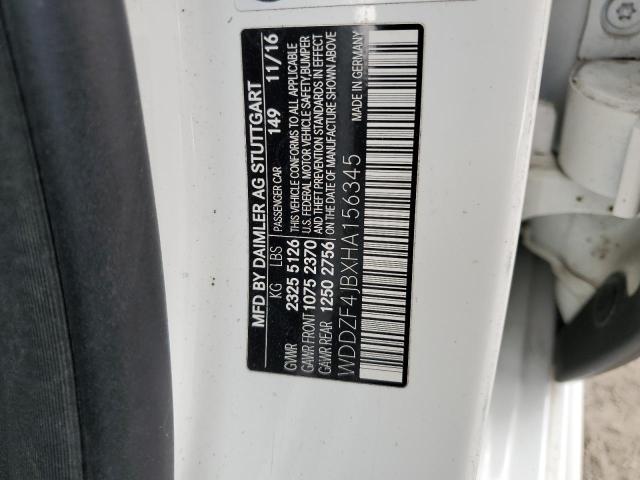 MFD BY DAIMLER AG STUTTGART
KG LBS PASSENGER CAR 149 11/16
GVWR 2325 5126
GAWR FRONT 1075 2370
GAWR REAR 1250 2756
THIS VEHICLE CONFORMS TO ALL APPLICABLE
U.S. FEDERAL MOTOR VEHICLE SAFETY, BUMPER
AND THEFT PREVENTION STANDARDS IN EFFECT
ON THE DATE OF MANUFACTURE SHOWN ABOVE
MADE IN GERMANY
WDDZF4JBXHA156345